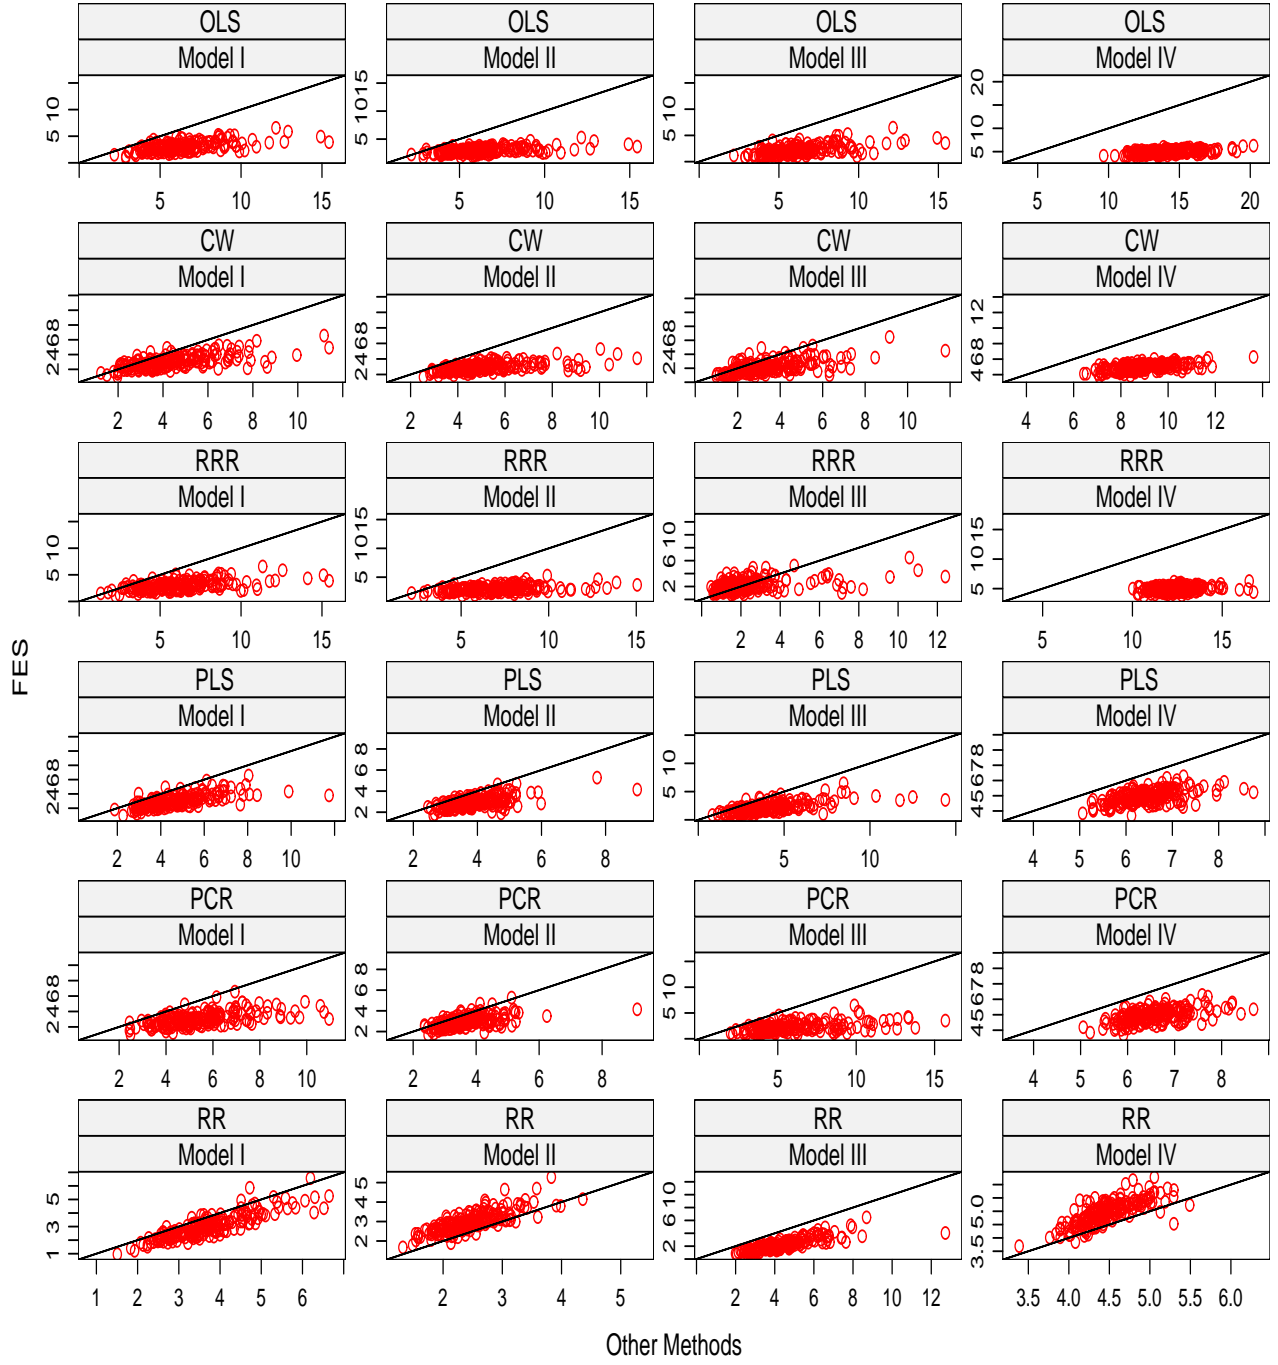 OLS OLS OLS OLS
Model I Model II Model III Model IV
5 10 5 1015 5 10 5 10 20
5 10 15 5 10 15 5 10 15 5 10 15 20
CW CW CW CW
Model I Model II Model III Model IV
2468 2468 2468 468 12
2 4 6 8 10 2 4 6 8 10 2 4 6 8 10 4 6 8 10 12
RRR RRR RRR RRR
Model I Model II Model III Model IV
5 10 5 1015 2 6 10 5 10 15
5 10 15 5 10 15 2 4 6 8 10 12 5 10 15
FES
PLS PLS PLS PLS
Model I Model II Model III Model IV
2468 2 4 6 8 5 10 45678
2 4 6 8 10 2 4 6 8 5 10 4 5 6 7 8
PCR PCR PCR PCR
Model I Model II Model III Model IV
2468 2 4 6 8 5 10 45678
2 4 6 8 10 2 4 6 8 5 10 15 4 5 6 7 8
RR RR RR RR
Model I Model II Model III Model IV
1 3 5 2 3 4 5 2 6 10 3.5 5.0
1 2 3 4 5 6 2 3 4 5 2 4 6 8 10 12 3.5 4.0 4.5 5.0 5.5 6.0
Other Methods